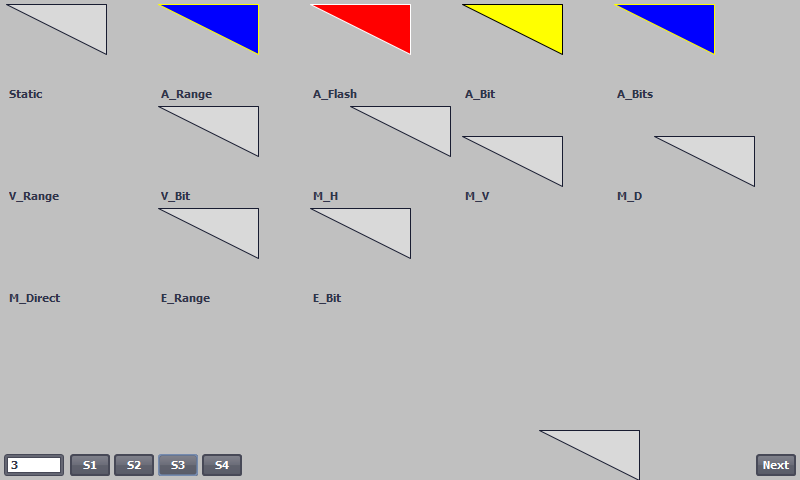 Static A_Range A_Flash A_Bit A_Bits
V_Range V_Bit M_H M_V M_D
M_Direct E_Range E_Bit
3 S1 S2 S3 S4 Next